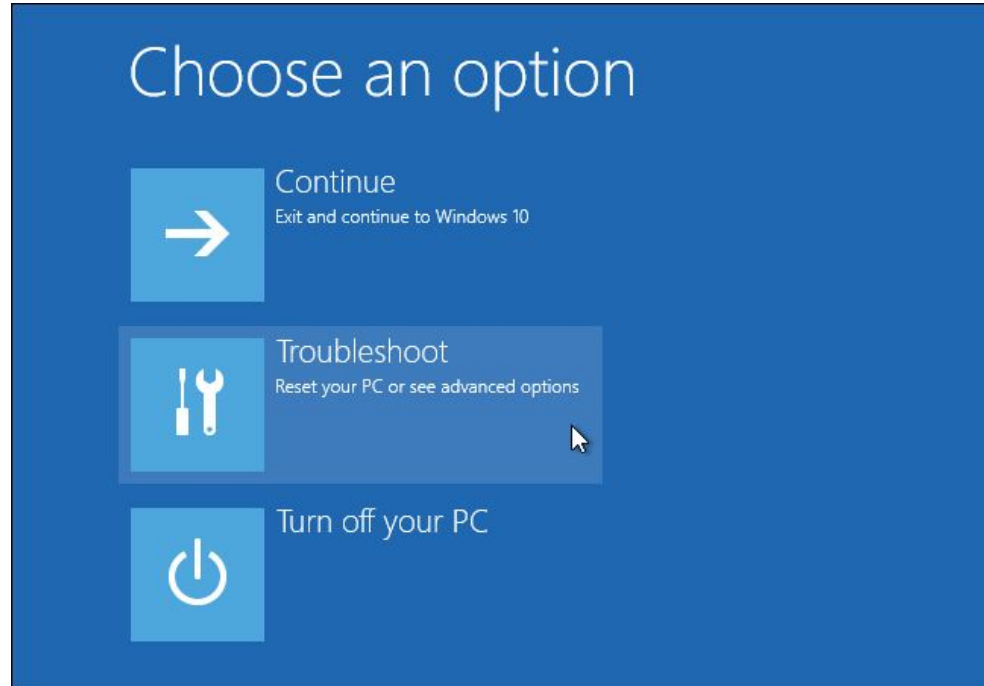 Choose an option
Continue
Exit and continue to Windows 10
Troubleshoot
Reset your PC or see advanced options
Turn off your PC